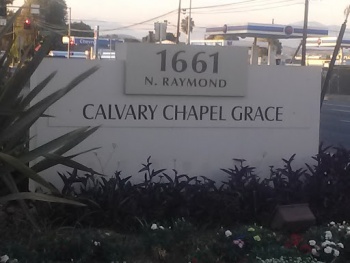 1661
N. RAYMOND
CALVARY CHAPEL GRACE